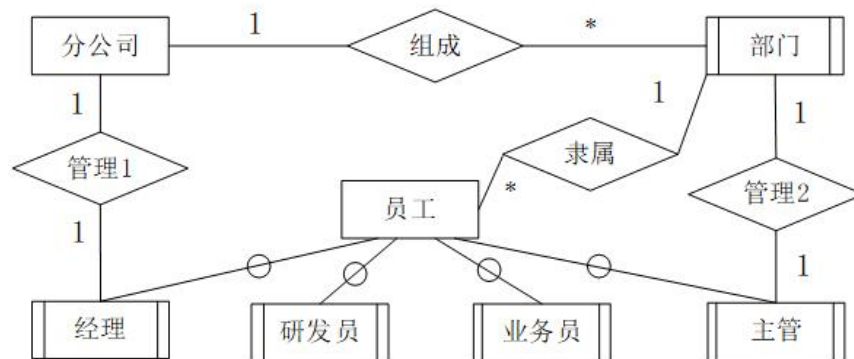 分公司 1 组成 * 部门
1 1 1
管理1 隶属 管理2
员工 *
1 1
经理 研发员 业务员 主管